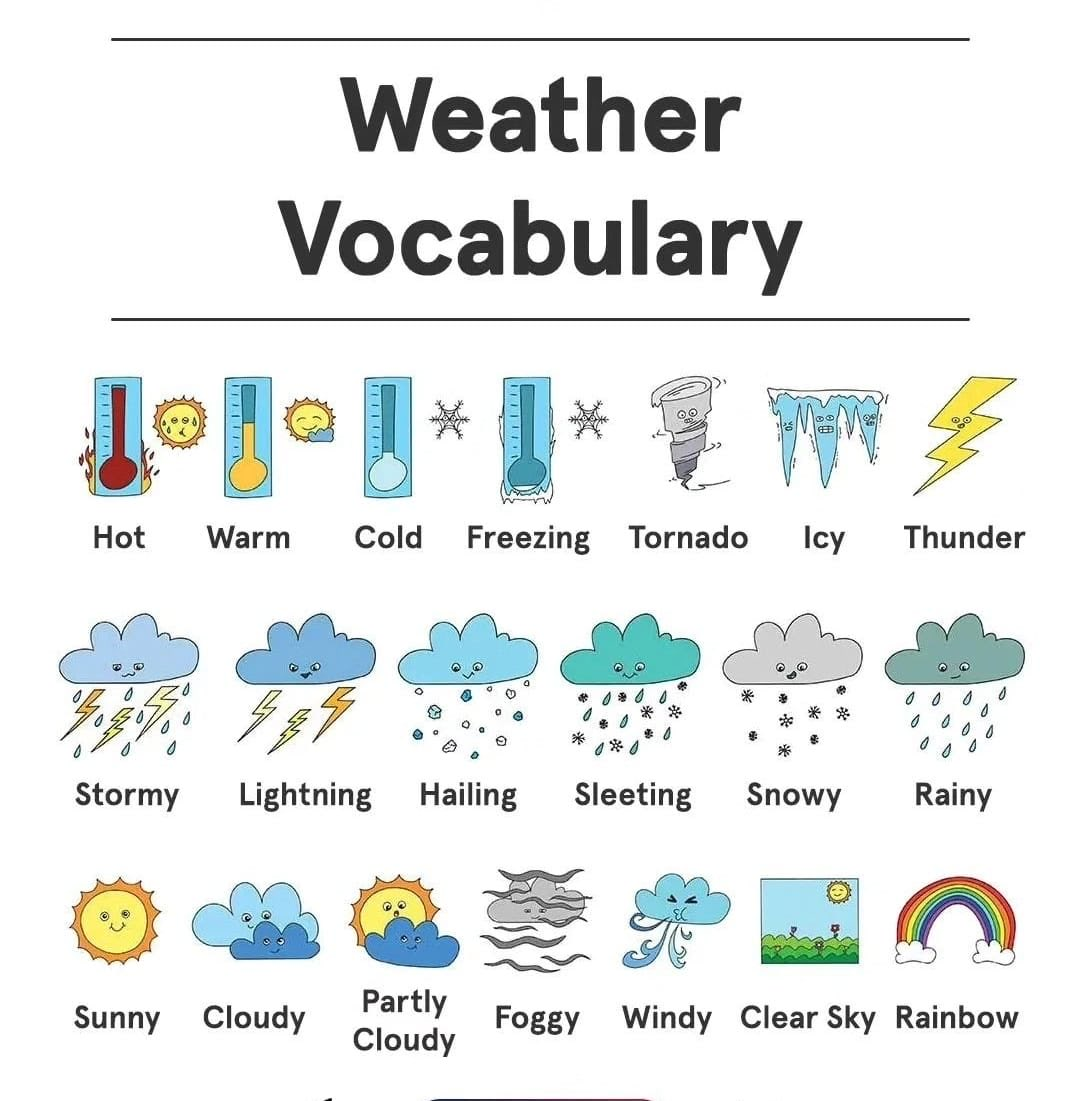 Weather
Vocabulary
Hot Warm Cold Freezing Tornado Icy Thunder
Stormy Lightning Hailing Sleeting Snowy Rainy
Sunny Cloudy Partly Cloudy Foggy Windy Clear Sky Rainbow